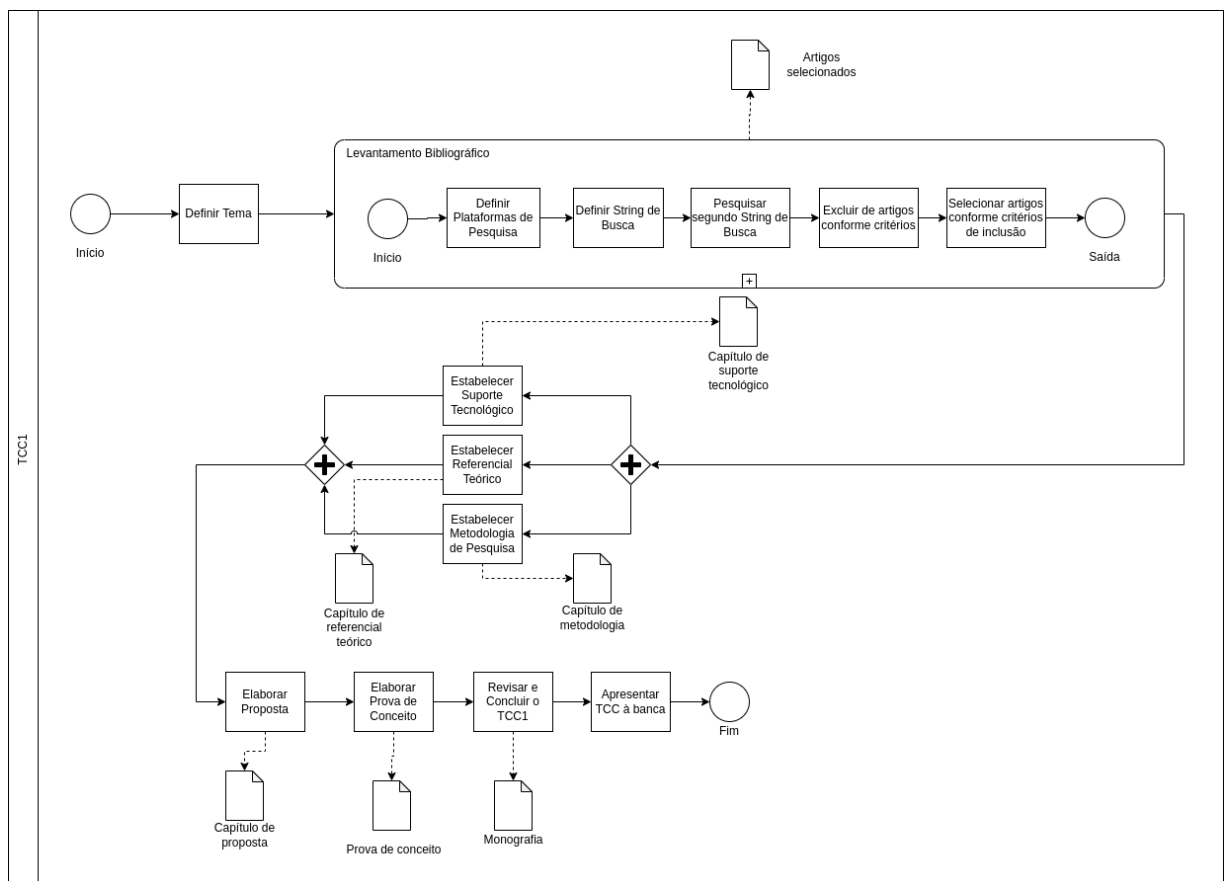 TCC1
Artigos
selecionados
Levantamento Bibliográfico
Início
Definir Tema
Início
Definir
Plataformas de
Pesquisa
Definir String de
Busca
Pesquisar
segundo String de
Busca
Excluir de artigos
conforme critérios
Selecionar artigos
conforme critérios
de inclusão
Saída
Capítulo de
suporte
tecnológico
Estabelecer
Suporte
Tecnológico
Estabelecer
Referencial
Teórico
Estabelecer
Metodologia
de Pesquisa
Capítulo de
referencial
teórico
Capítulo de
metodologia
Elaborar
Proposta
Elaborar
Prova de
Conceito
Revisar e
Concluir o
TCC1
Apresentar
TCC à banca
Fim
Capítulo de
proposta
Prova de conceito
Monografia